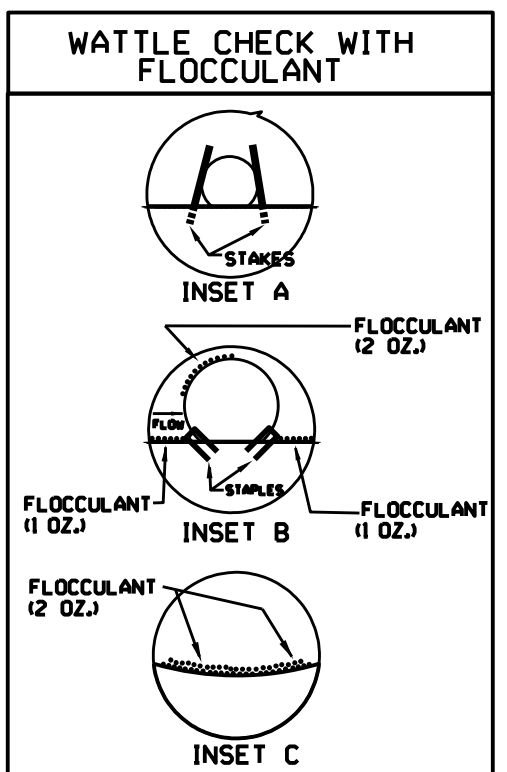 WATTLE CHECK WITH
FLOCCULANT
STAKES
INSET A
FLOCCULANT
(2 OZ.)
FLOW
STAPLES
FLOCCULANT
(1 OZ.)
FLOCCULANT
(1 OZ.)
INSET B
FLOCCULANT
(2 OZ.)
INSET C